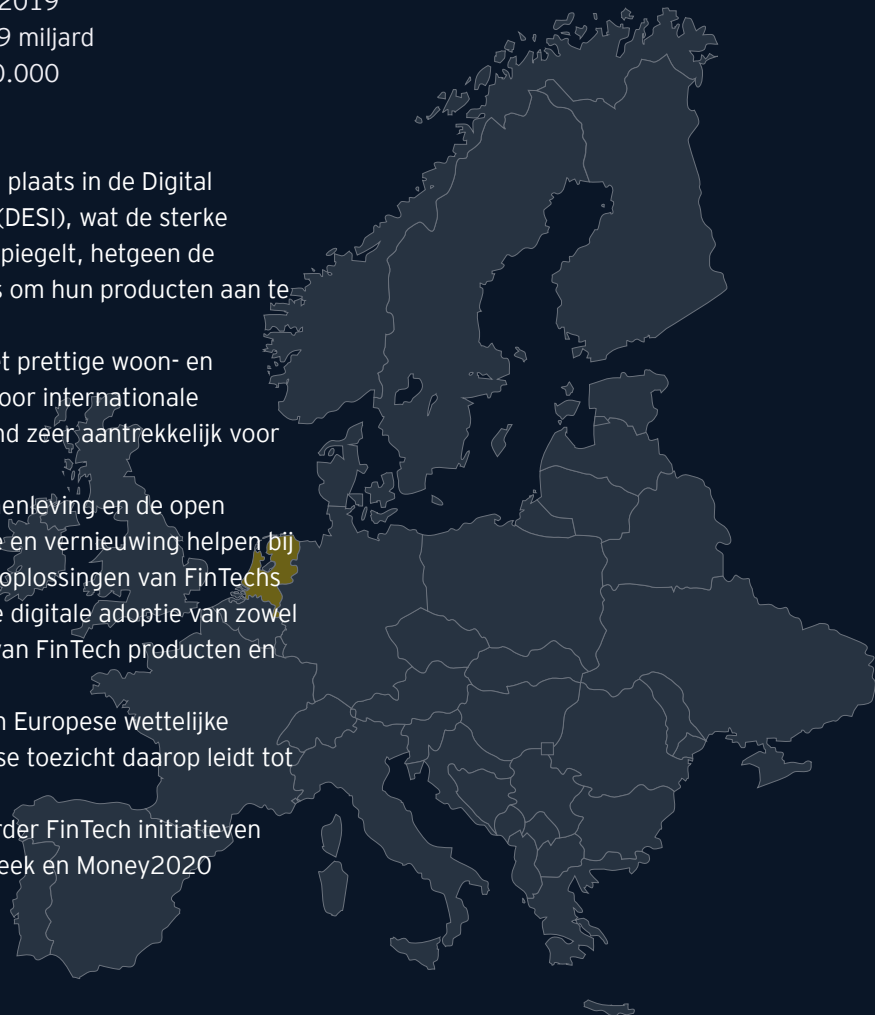 2019
9 miljard
0.000
plaats in de Digital
(DESI), wat de sterke
piegelt, hetgeen de
s om hun producten aan te
t prettige woon- en
oor internationale
nd zeer aantrekkelijk voor
enleving en de open
e en vernieuwing helpen bij
oplossingen van FinTechs
e digitale adoptie van zowel
van FinTech producten en
n Europese wettelijke
se toezicht daarop leidt tot
rder FinTech initiatieven
eek en Money2020